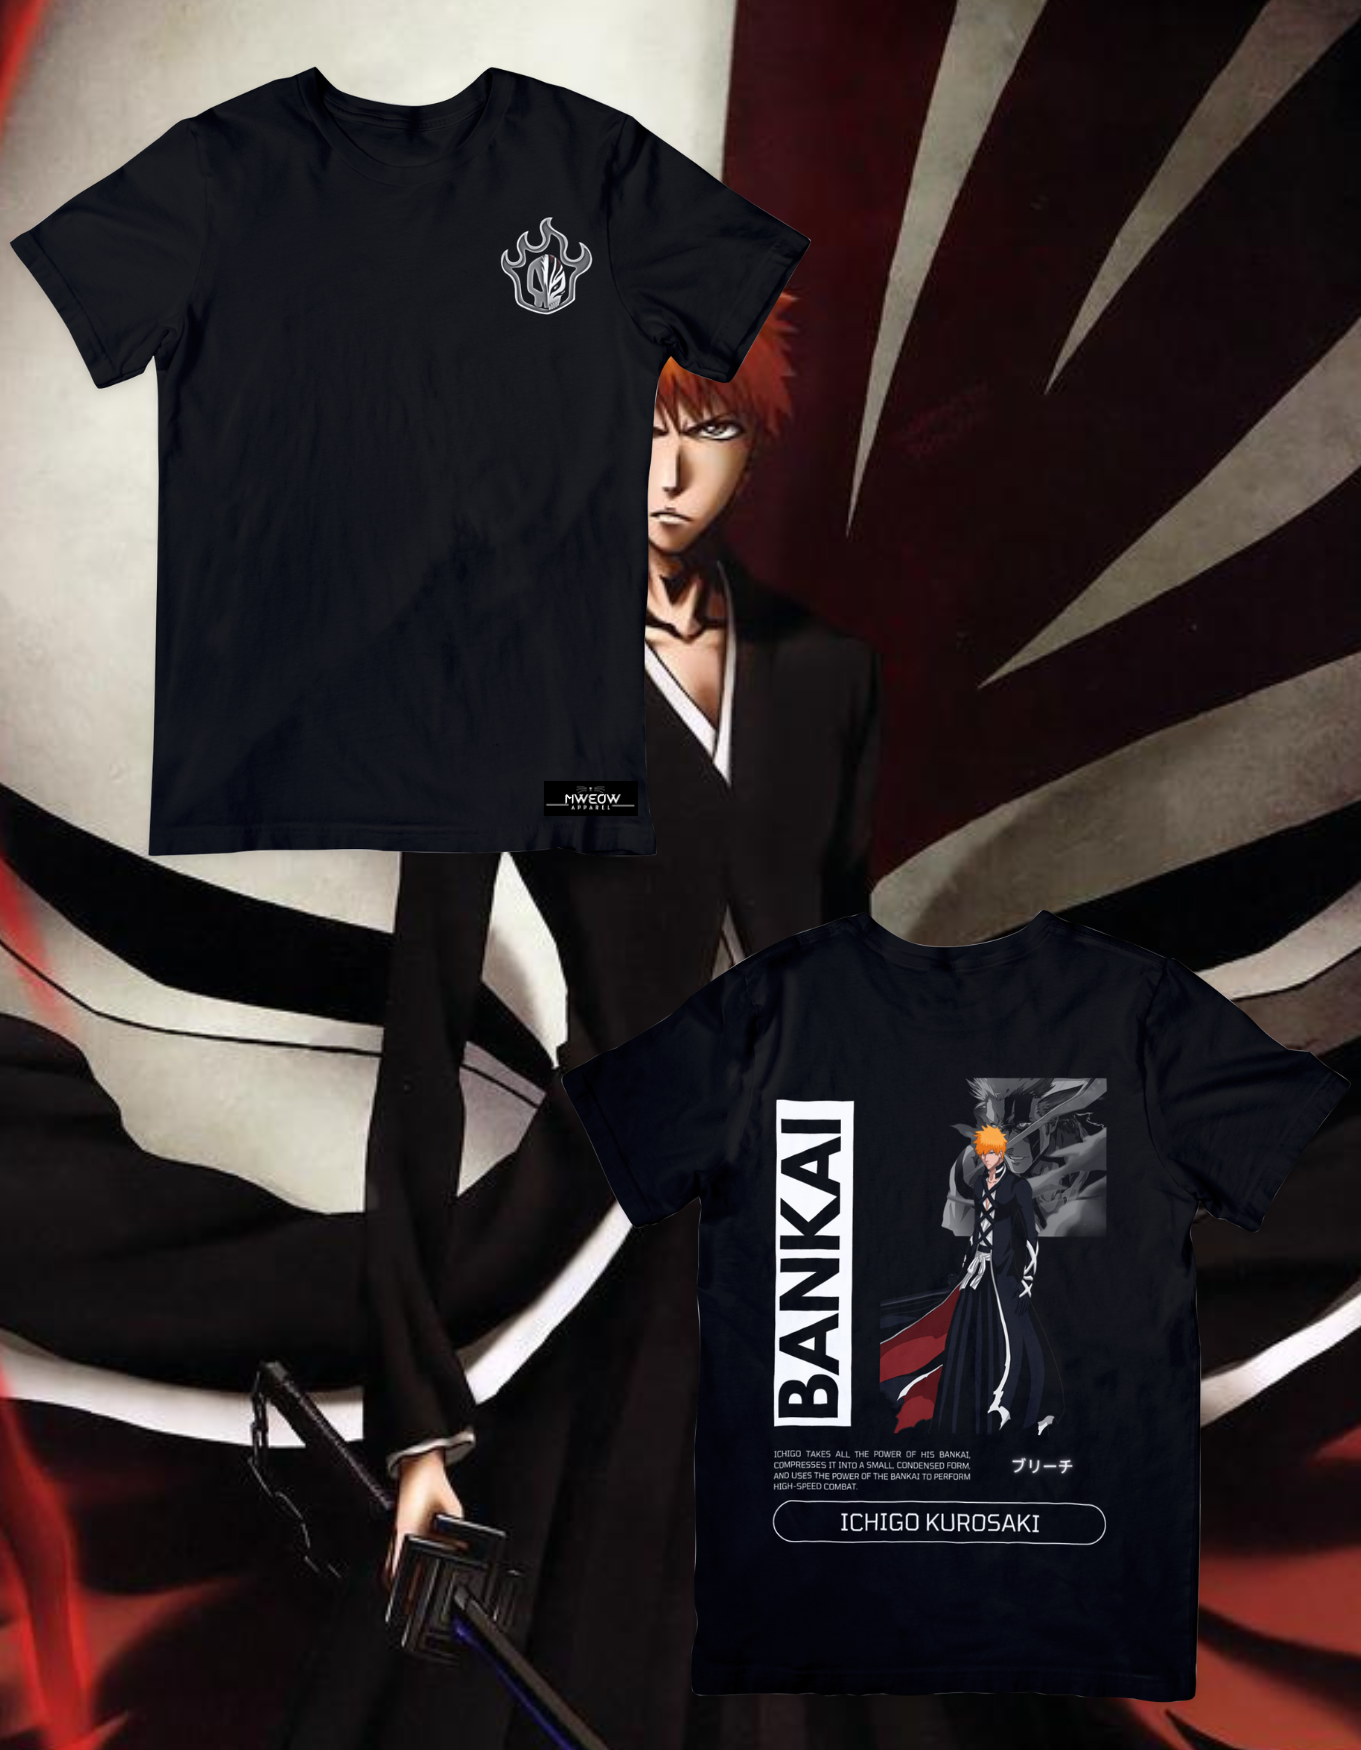 MWEOW
APPAREL
BANKAI
ICHIGO TAKES ALL THE POWER OF HIS BANKAI,
COMPRESSES IT INTO A SMALL, CONDENSED FORM,
AND USES THE POWER OF THE BANKAI TO PERFORM
HIGH-SPEED COMBAT.
ブリーチ
ICHIGO KUROSAKI